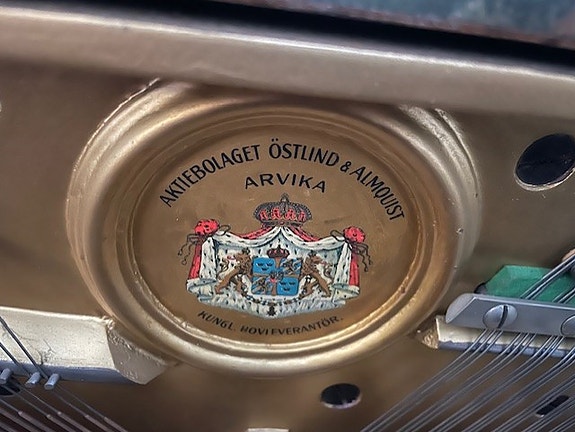 AKTIEBOLAGET ÖSTLIND & ALMQUIST
ARVIKA
KUNGL. HOVLEVERANTÖR.